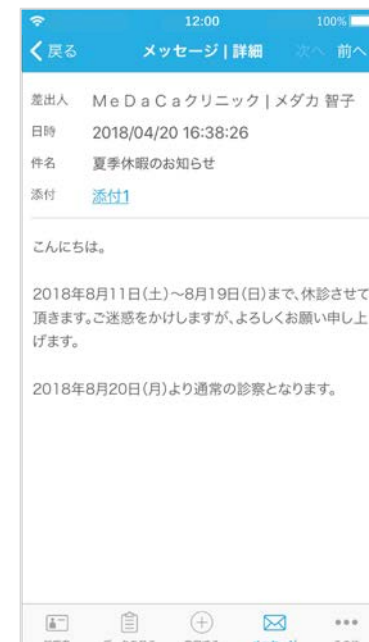 12:00 100%
戻る メッセージ | 詳細 次へ 前へ
差出人 ＭｅＤａＣａクリニック | メダカ 智子
日時 2018/04/20 16:38:26
件名 夏季休暇のお知らせ
添付 添付1
こんにちは。
2018年8月11日(土)～8月19日(日)まで、休診させて
頂きます。ご迷惑をかけしますが、よろしくお願い申し上
げます。
2018年8月20日(月)より通常の診察となります。